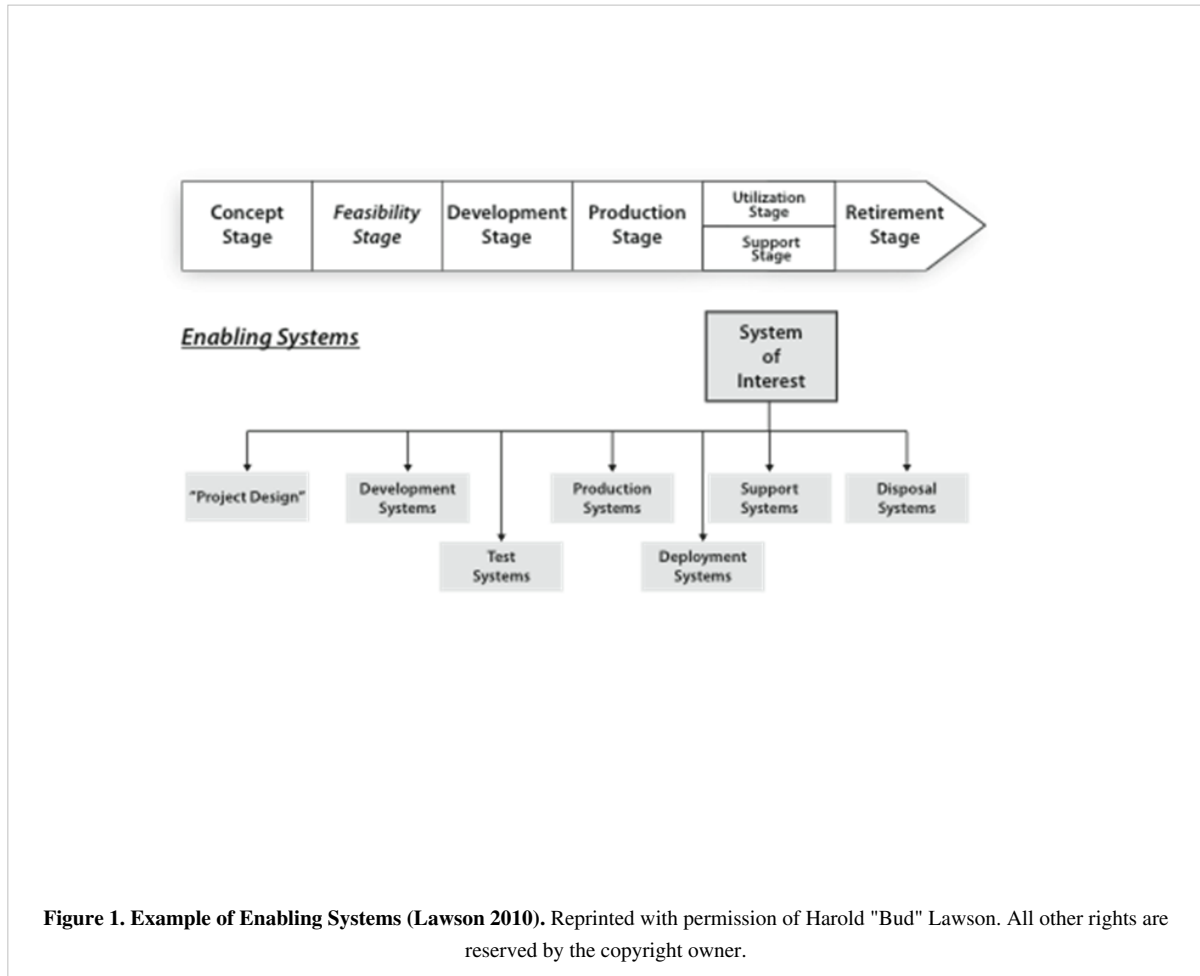 Concept
Stage
Feasibility
Stage
Development
Stage
Production
Stage
Utilization
Stage
Support
Stage
Retirement
Stage
Enabling Systems
System
of
Interest
"Project Design"
Development
Systems
Test
Systems
Production
Systems
Deployment
Systems
Support
Systems
Disposal
Systems
Figure 1. Example of Enabling Systems (Lawson 2010). Reprinted with permission of Harold "Bud" Lawson. All other rights are
reserved by the copyright owner.